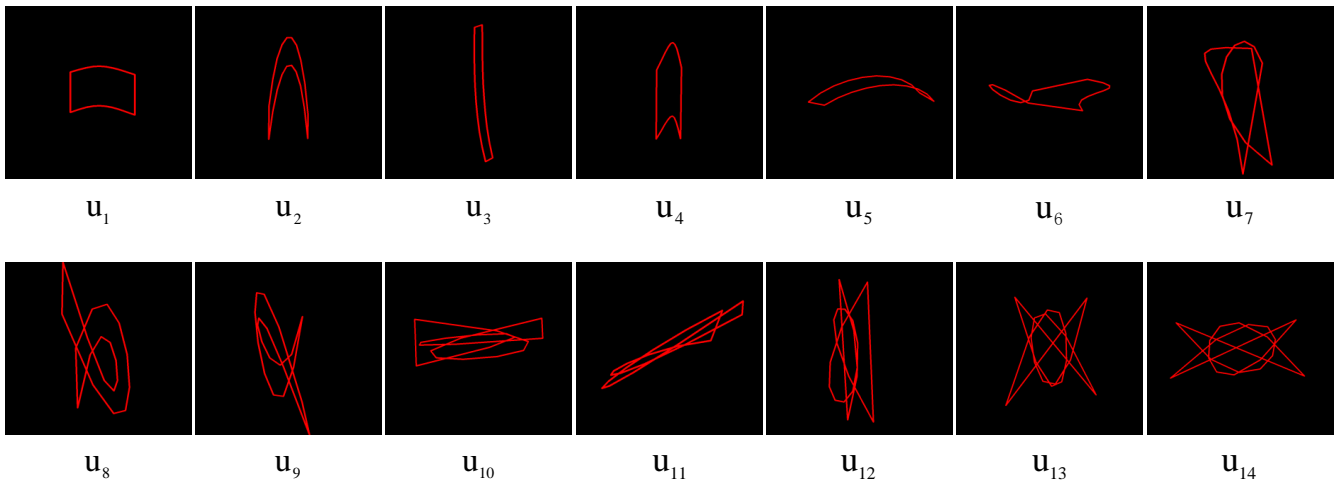 u₁ u₂ u₃ u₄ u₅ u₆ u₇
u₈ u₉ u₁₀ u₁₁ u₁₂ u₁₃ u₁₄